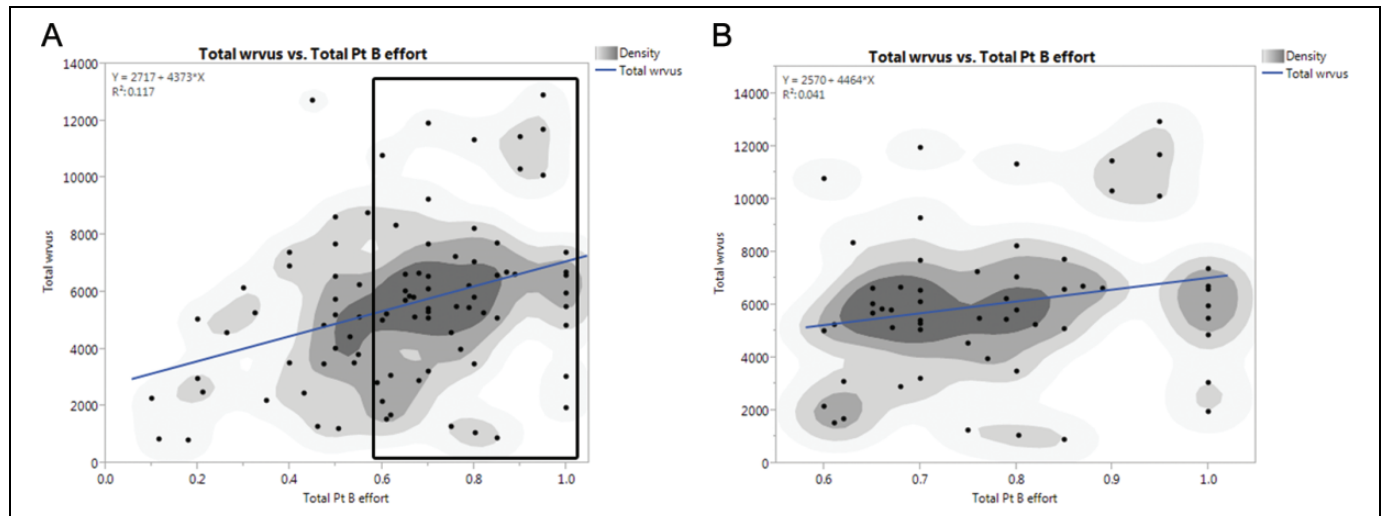 A
Total wrvus vs. Total Pt B effort
Density
Total wrvus
Y = 2717 + 4373*X
R²: 0.117
14000
12000
10000
8000
6000
4000
2000
0
Total wrvus
0.0
0.2
0.4
0.6
0.8
1.0
Total Pt B effort
B
Total wrvus vs. Total Pt B effort
Density
Total wrvus
Y = 2570 + 4464*X
R²: 0.041
14000
12000
10000
8000
6000
4000
2000
0
Total wrvus
0.6
0.7
0.8
0.9
1.0
Total Pt B effort